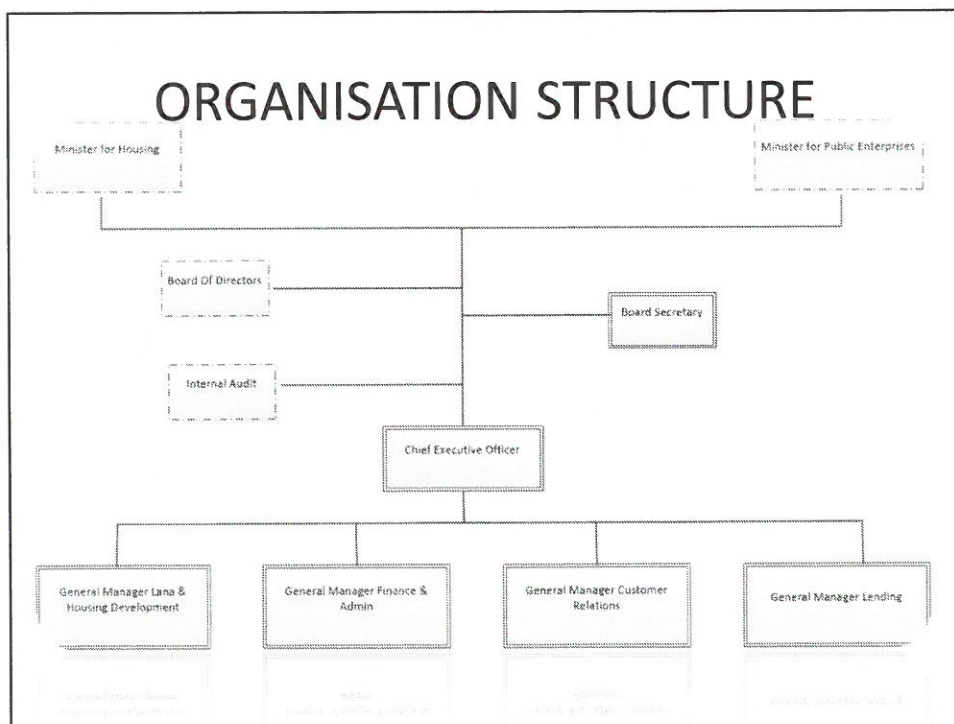 ORGANISATION STRUCTURE
Minister for Housing
Minister for Public Enterprises
Board Of Directors
Board Secretary
Internal Audit
Chief Executive Officer
General Manager Lana &
Housing Development
General Manager Finance &
Admin
General Manager Customer
Relations
General Manager Lending